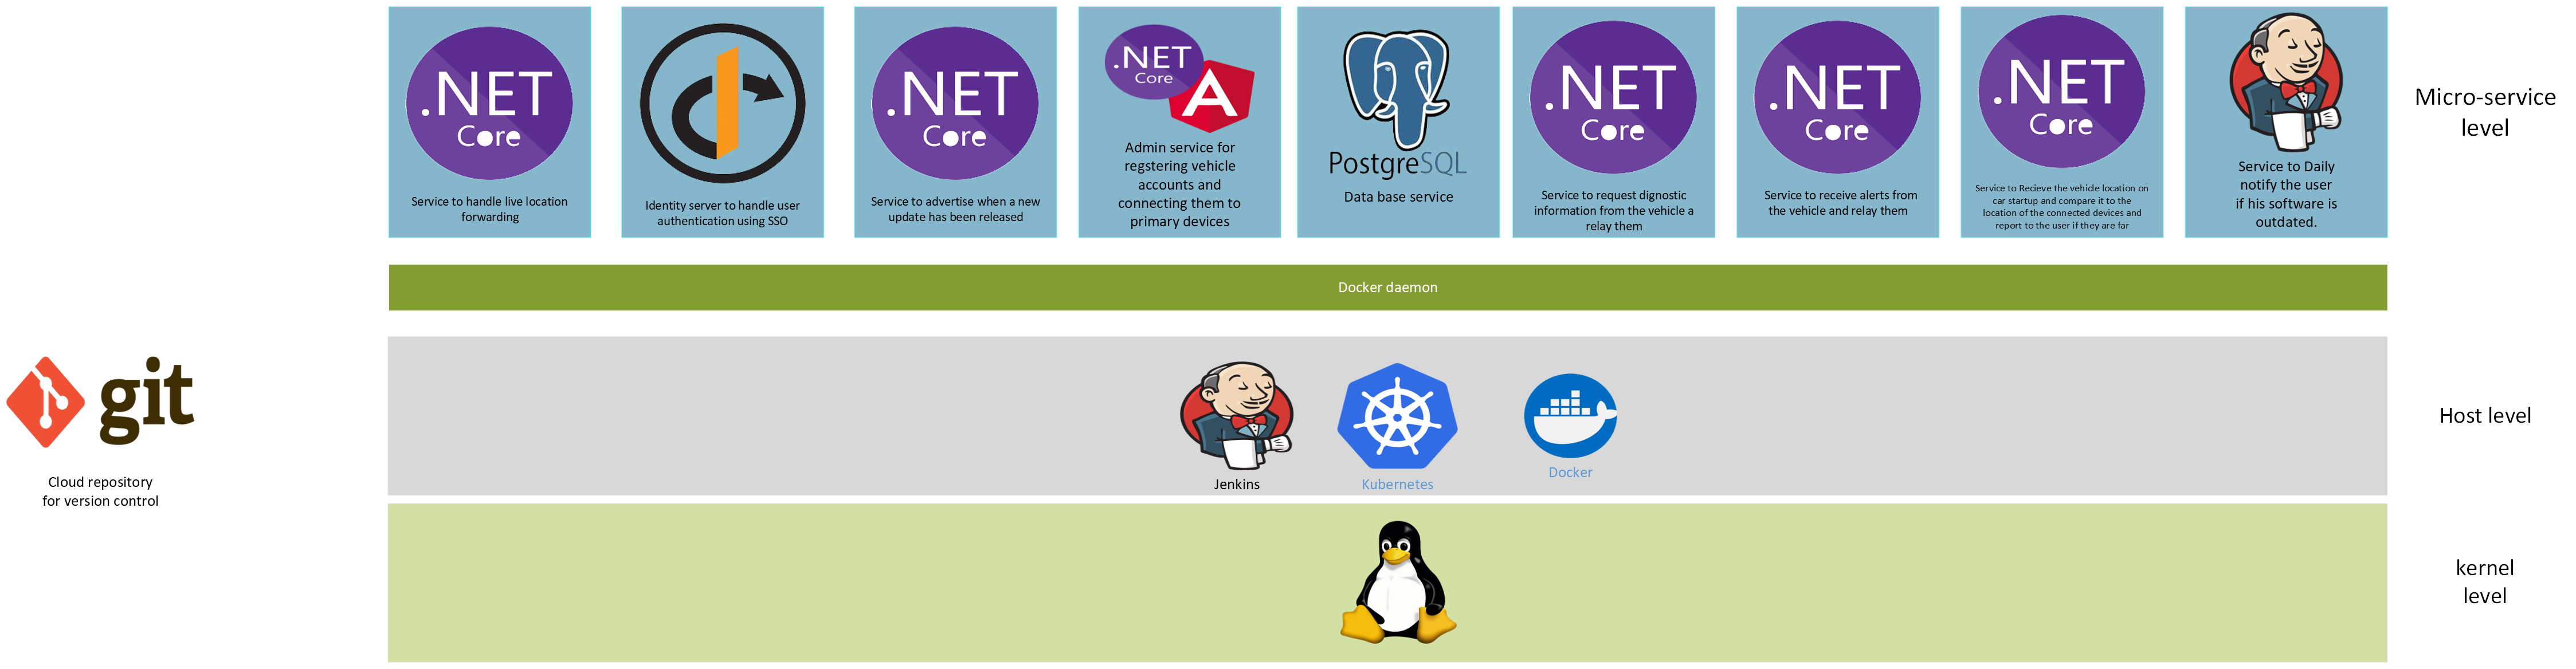 .NET
Core
Service to handle live location
forwarding
Identity server to handle user
authentication using SSO
.NET
Core
Service to advertise when a new
update has been released
.NET
Core
A
Admin service for
regstering vehicle
accounts and
connecting them to
primary devices
PostgreSQL
Data base service
.NET
Core
Service to request dignostic
information from the vehicle a
relay them
.NET
Core
Service to receive alerts from
the vehicle and relay them
.NET
Core
Service to Recieve the vehicle location on
car startup and compare it to the
location of the connected devices and
report to the user if they are far
Service to Daily
notify the user
if his software is
outdated.
Micro-service
level
Docker daemon
git
Cloud repository
for version control
Jenkins
Kubernetes
Docker
Host level
kernel
level